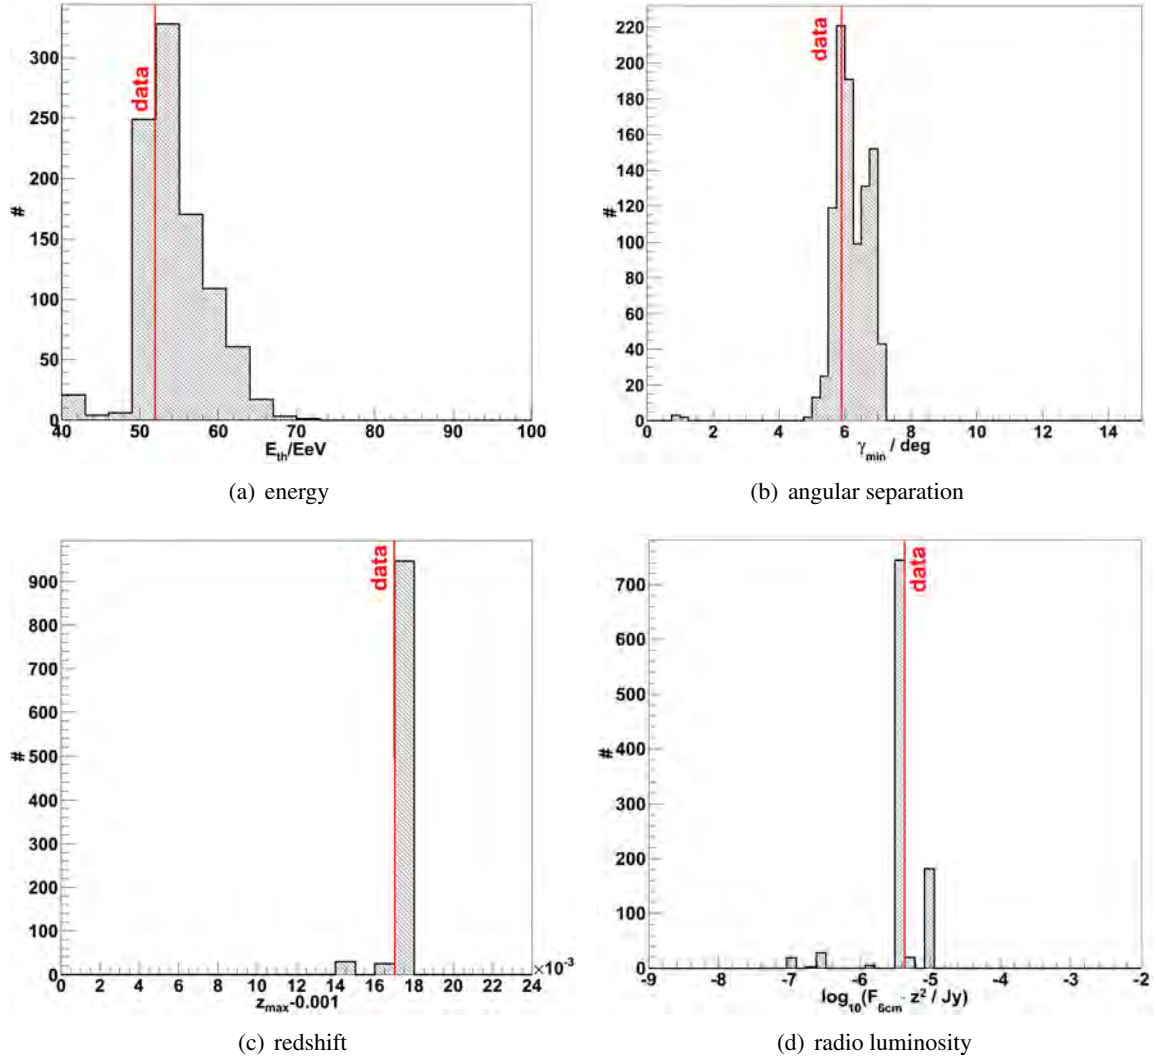 300
250
200
150
100
50
0
#
data
40 50 60 70 80 90 100
E_th/EeV
(a) energy
220
200
180
160
140
120
100
80
60
40
20
0
#
data
0 2 4 6 8 10 12 14
γ_min / deg
(b) angular separation
900
800
700
600
500
400
300
200
100
0
#
data
0 2 4 6 8 10 12 14 16 18 20 22 24
×10⁻³
z_max-0.001
(c) redshift
700
600
500
400
300
200
100
0
#
data
-9 -8 -7 -6 -5 -4 -3 -2
log₁₀(F_6cm · z² / Jy)
(d) radio luminosity